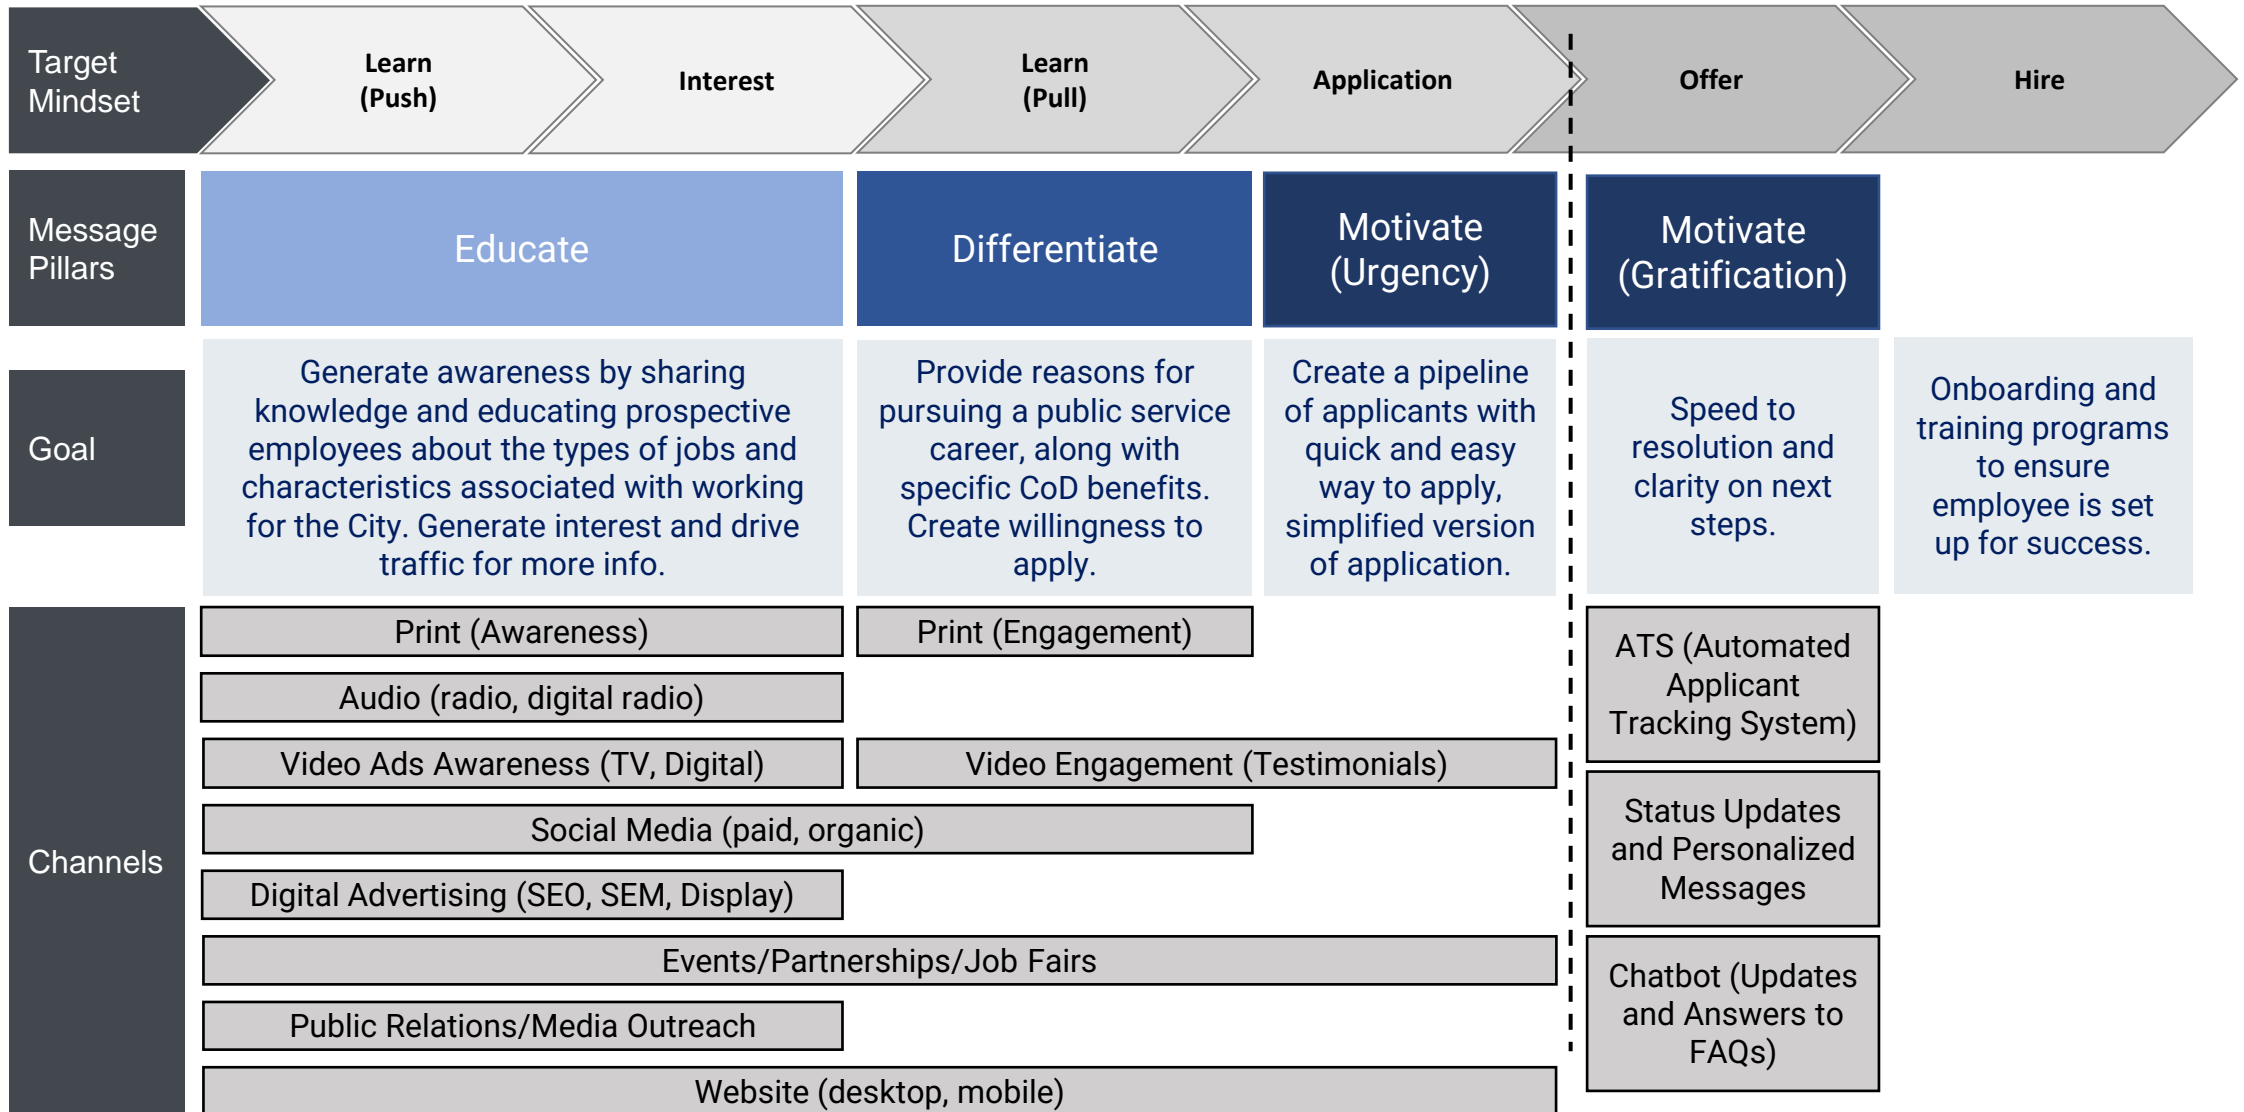 Target
Mindset
Learn
(Push)
Interest
Learn
(Pull)
Application
Offer
Hire
Message
Pillars
Educate
Differentiate
Motivate
(Urgency)
Motivate
(Gratification)
Goal
Generate awareness by sharing
knowledge and educating prospective
employees about the types of jobs and
characteristics associated with working
for the City. Generate interest and drive
traffic for more info.
Provide reasons for
pursuing a public service
career, along with
specific CoD benefits.
Create willingness to
apply.
Create a pipeline
of applicants with
quick and easy
way to apply,
simplified version
of application.
Speed to
resolution and
clarity on next
steps.
Onboarding and
training programs
to ensure
employee is set
up for success.
Channels
Print (Awareness)
Print (Engagement)
Audio (radio, digital radio)
Video Ads Awareness (TV, Digital)
Video Engagement (Testimonials)
Social Media (paid, organic)
Digital Advertising (SEO, SEM, Display)
Events/Partnerships/Job Fairs
Public Relations/Media Outreach
Website (desktop, mobile)
ATS (Automated
Applicant
Tracking System)
Status Updates
and Personalized
Messages
Chatbot (Updates
and Answers to
FAQs)